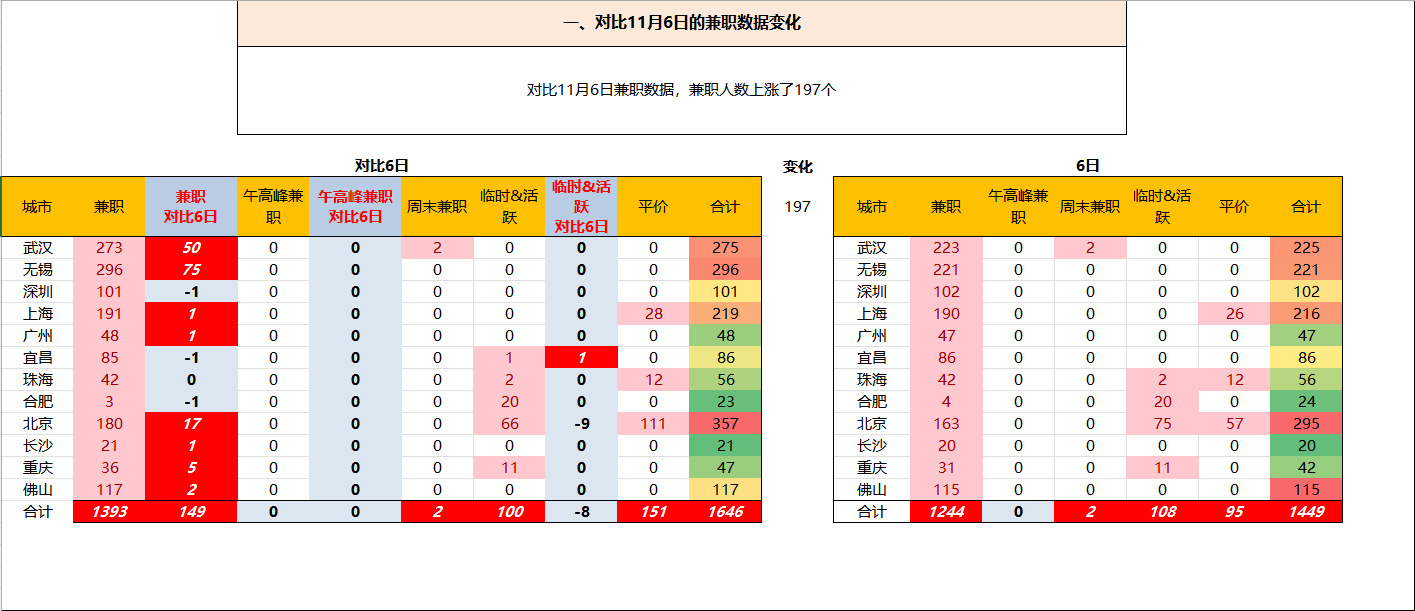 一、对比11月6日的兼职数据变化
对比11月6日兼职数据，兼职人数上涨了197个
对比6日 变化 6日
城市 兼职 兼职对比6日 午高峰兼职 午高峰兼职对比6日 周末兼职 临时&活跃 临时&活跃对比6日 平价 合计 197 城市 兼职 午高峰兼职 周末兼职 临时&活跃 平价 合计
武汉 273 50 0 0 2 0 0 0 275 武汉 223 0 2 0 0 225
无锡 296 75 0 0 0 0 0 0 296 无锡 221 0 0 0 0 221
深圳 101 -1 0 0 0 0 0 0 101 深圳 102 0 0 0 0 102
上海 191 1 0 0 0 0 0 28 219 上海 190 0 0 0 26 216
广州 48 1 0 0 0 0 0 0 48 广州 47 0 0 0 0 47
宜昌 85 -1 0 0 0 1 1 0 86 宜昌 86 0 0 0 0 86
珠海 42 0 0 0 0 2 0 12 56 珠海 42 0 0 2 12 56
合肥 3 -1 0 0 0 20 0 0 23 合肥 4 0 0 20 0 24
北京 180 17 0 0 0 66 -9 111 357 北京 163 0 0 75 57 295
长沙 21 1 0 0 0 0 0 0 21 长沙 20 0 0 0 0 20
重庆 36 5 0 0 0 11 0 0 47 重庆 31 0 0 11 0 42
佛山 117 2 0 0 0 0 0 0 117 佛山 115 0 0 0 0 115
合计 1393 149 0 0 2 100 -8 151 1646 合计 1244 0 2 108 95 1449